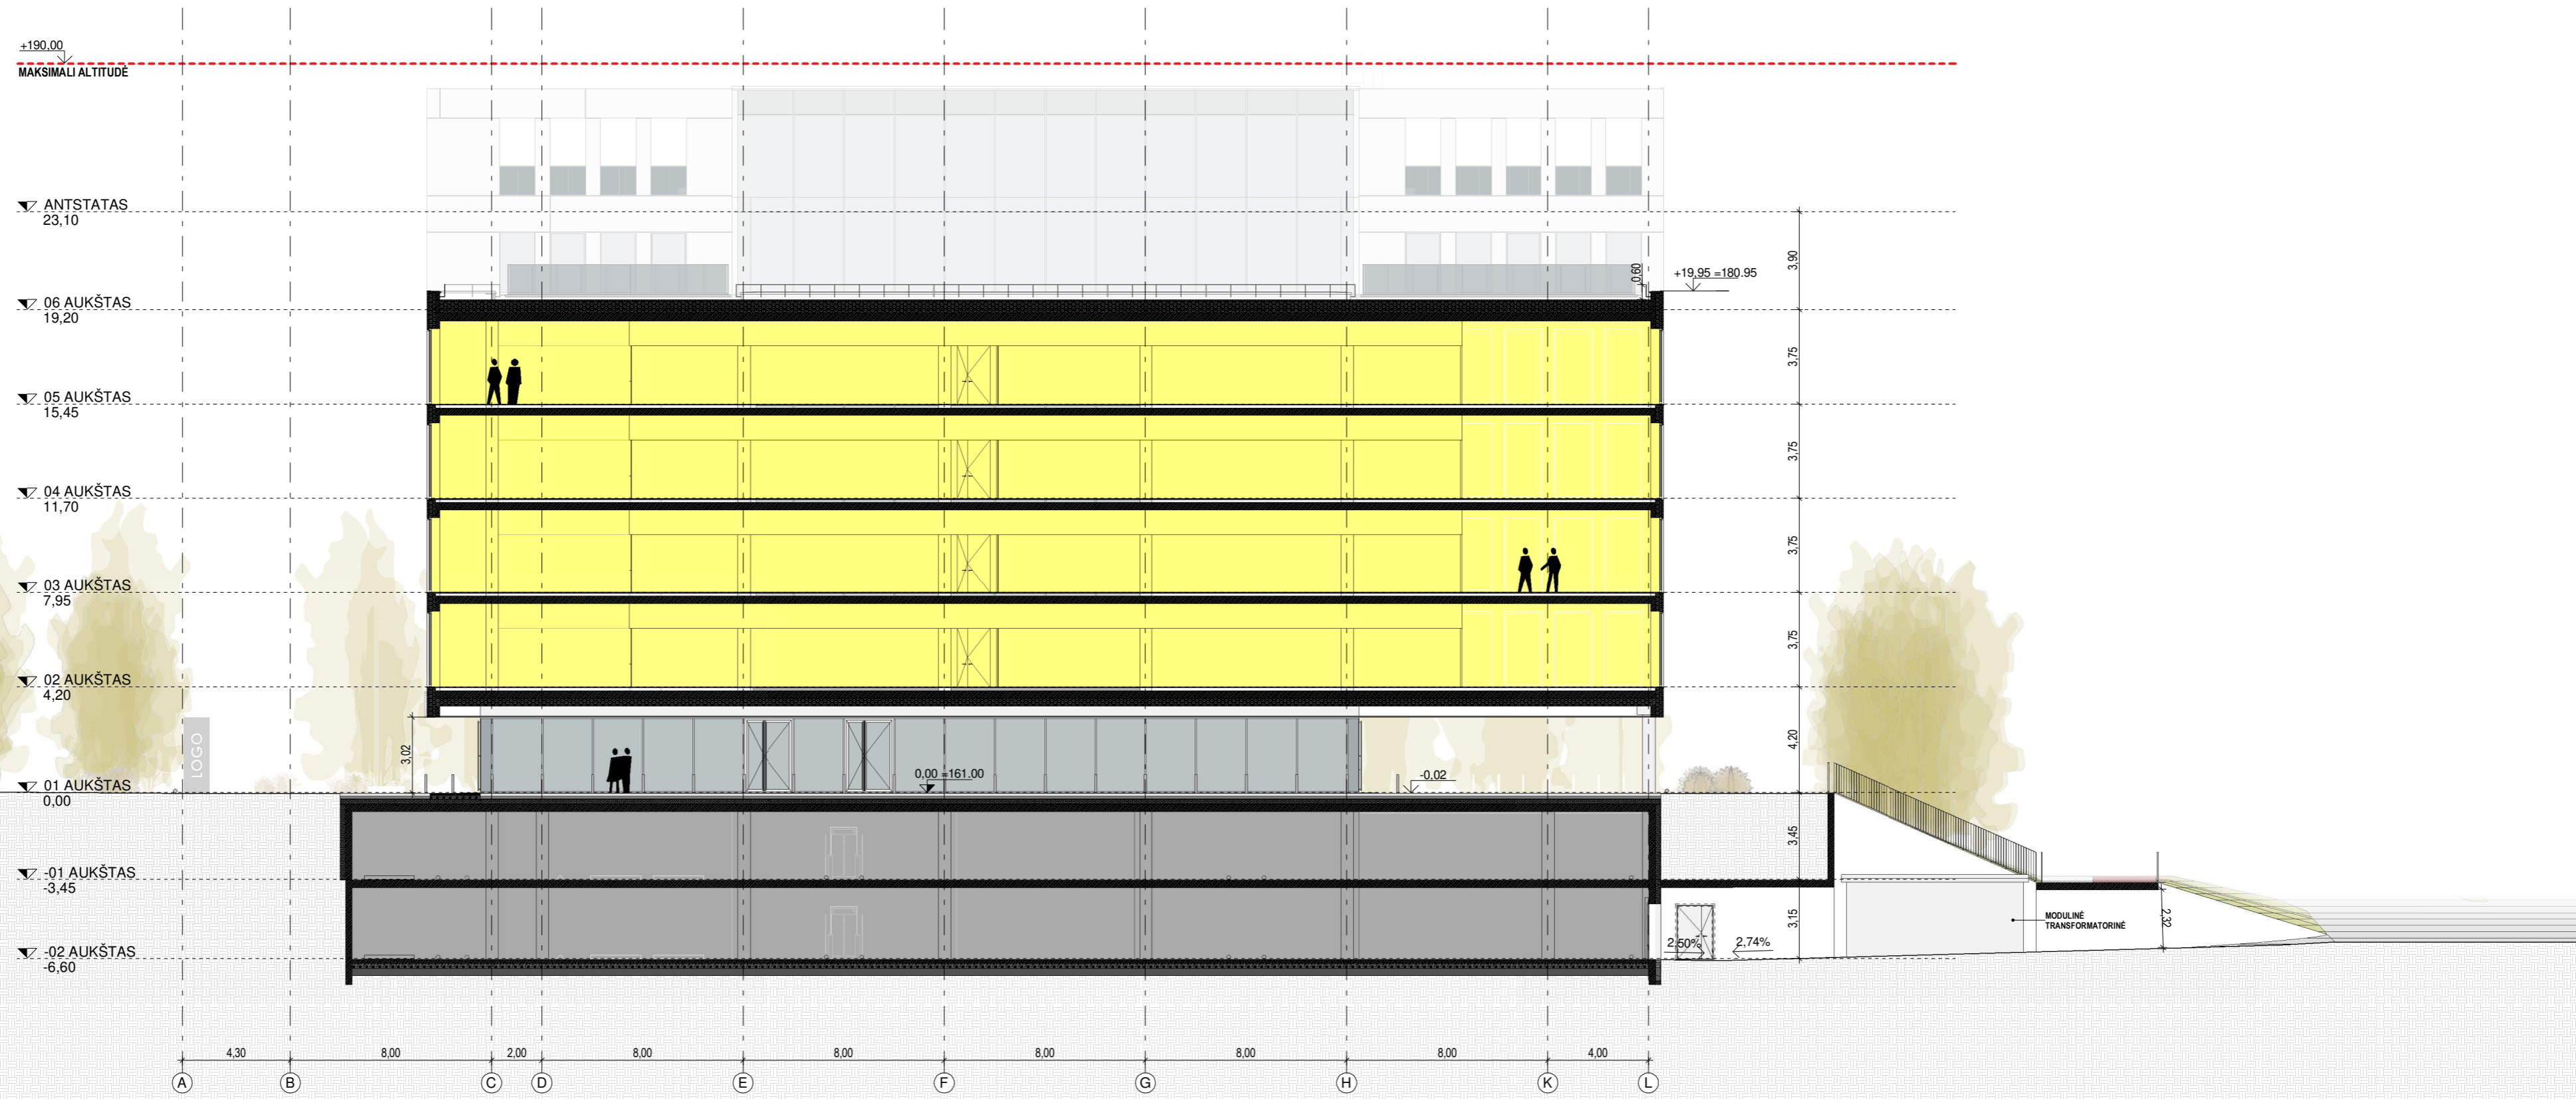 +190.00
MAKSIMALI ALTITUDĖ
ANTSTATAS
23,10
3,90
0,60
+19,95 =180.95
06 AUKŠTAS
19,20
3,75
05 AUKŠTAS
15,45
3,75
04 AUKŠTAS
11,70
3,75
03 AUKŠTAS
7,95
3,75
02 AUKŠTAS
4,20
LOGO
3,02
4,20
0,00 =161.00
-0,02
01 AUKŠTAS
0,00
3,45
-01 AUKŠTAS
-3,45
MODULINĖ
TRANSFORMATORINĖ
2,32
3,15
2,50%
2,74%
-02 AUKŠTAS
-6,60
4,30
8,00
2,00
8,00
8,00
8,00
8,00
8,00
4,00
A
B
C
D
E
F
G
H
K
L